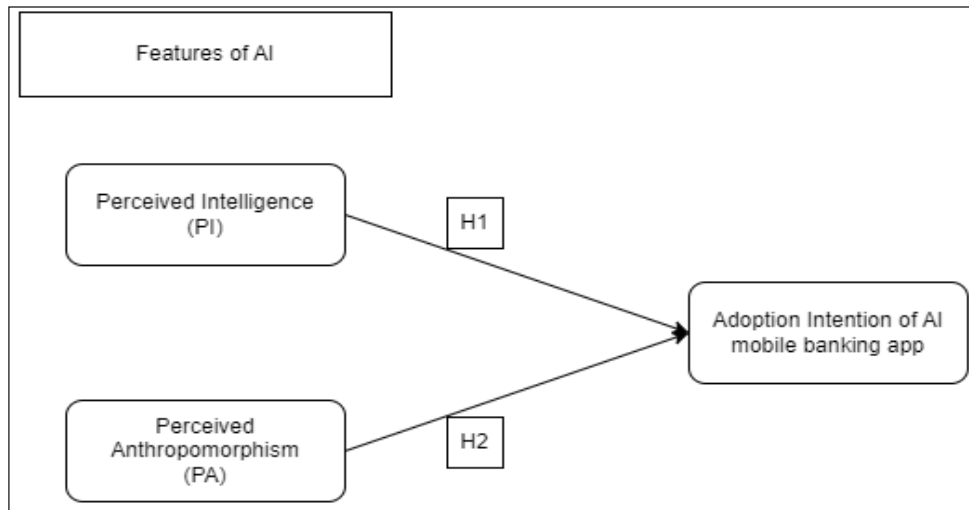 Features of AI
Perceived Intelligence
(PI)
H1
Adoption Intention of AI
mobile banking app
Perceived
Anthropomorphism
(PA)
H2